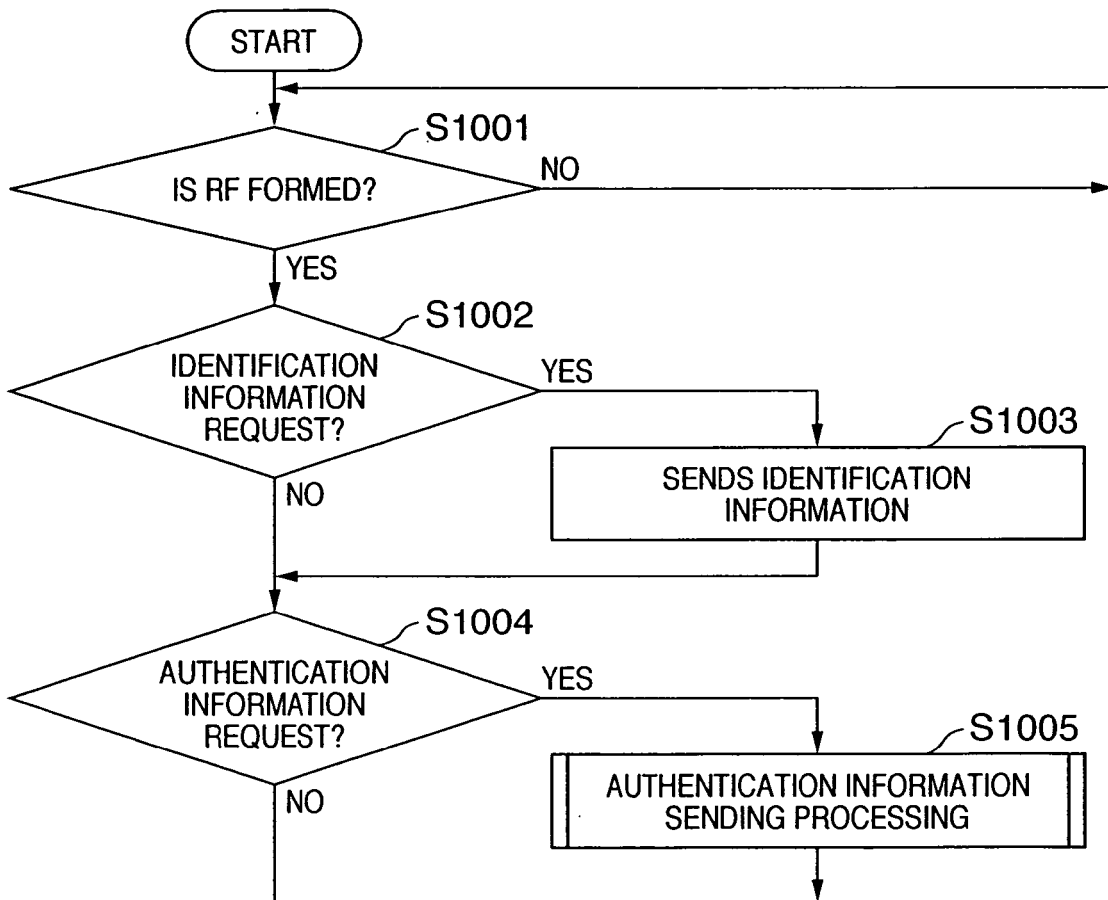 START
S1001
IS RF FORMED?
NO
YES
S1002
IDENTIFICATION
INFORMATION
REQUEST?
YES
NO
S1003
SENDS IDENTIFICATION
INFORMATION
S1004
AUTHENTICATION
INFORMATION
REQUEST?
YES
NO
S1005
AUTHENTICATION INFORMATION
SENDING PROCESSING